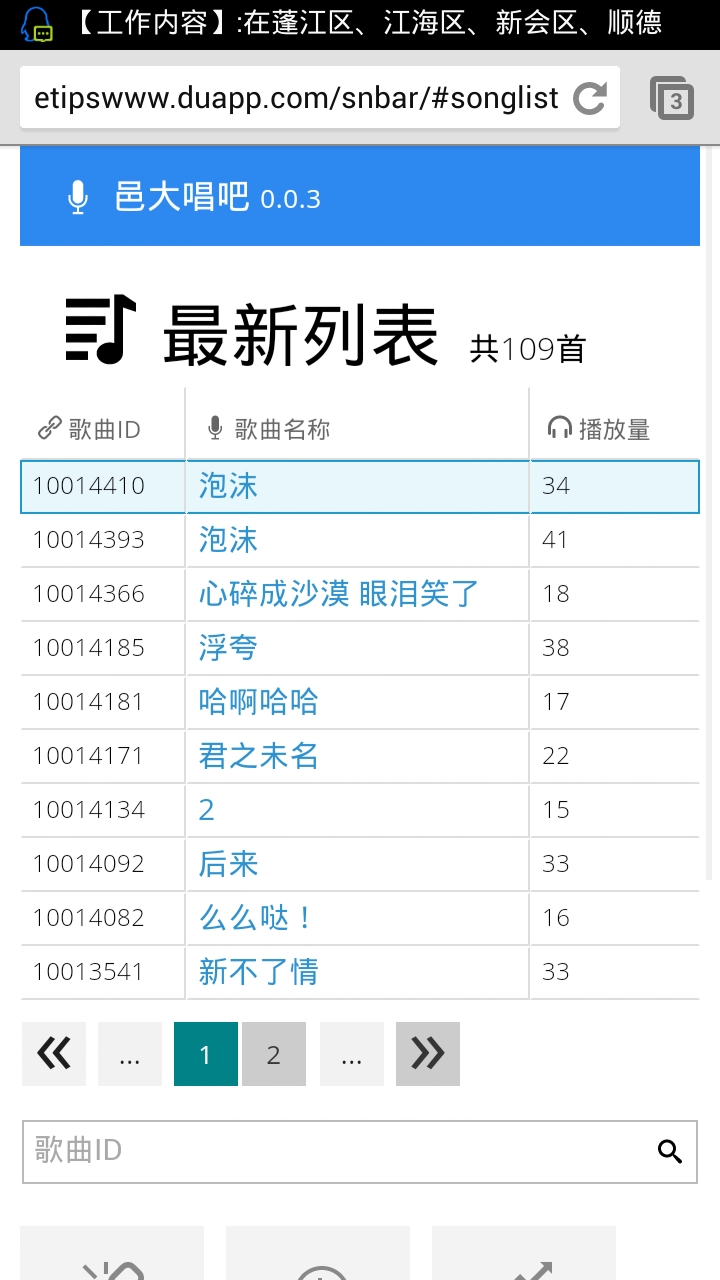 【工作内容】:在蓬江区、江海区、新会区、顺德
etipswww.duapp.com/snbar/#songlist
3
邑大唱吧 0.0.3
最新列表 共109首
歌曲ID 歌曲名称 播放量
10014410 泡沫 34
10014393 泡沫 41
10014366 心碎成沙漠 眼泪笑了 18
10014185 浮夸 38
10014181 哈啊哈哈 17
10014171 君之未名 22
10014134 2 15
10014092 后来 33
10014082 么么哒！ 16
10013541 新不了情 33
... 1 2 ...
歌曲ID